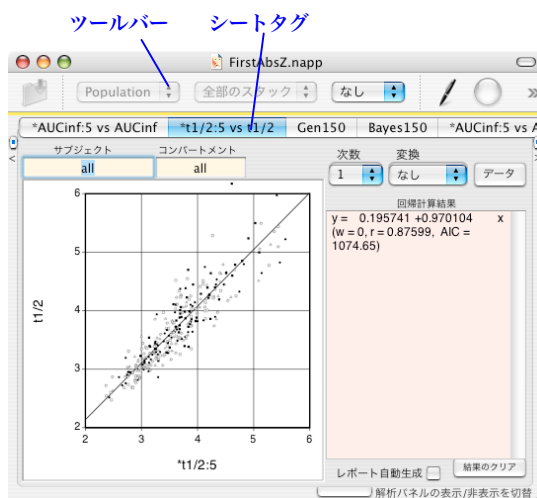 ツールバー シートタグ
FirstAbsZ.napp
Population 全部のスタック なし »
*AUCinf:5 vs AUCinf *t1/2:5 vs t1/2 Gen150 Bayes150 *AUCinf:5 vs A
サブジェクト コンパートメント 次数 変換
all all 1 なし データ
回帰計算結果
y = 0.195741 +0.970104 x
(w = 0, r = 0.87599, AIC =
1074.65)
6
5
4
3
2
t1/2
2 3 4 5 6
*t1/2:5
レポート自動生成 結果のクリア
解析パネルの表示/非表示を切替